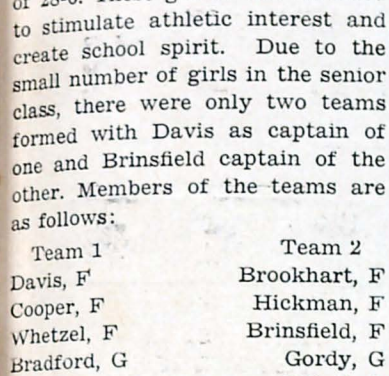 to stimulate athletic interest and
create school spirit. Due to the
small number of girls in the senior
class, there were only two teams
formed with Davis as captain of
one and Brinsfield captain of the
other. Members of the teams are
as follows:
Team 1 Team 2
Davis, F Brookhart, F
Cooper, F Hickman, F
Whetzel, F Brinsfield, F
Bradford, G Gordy, G